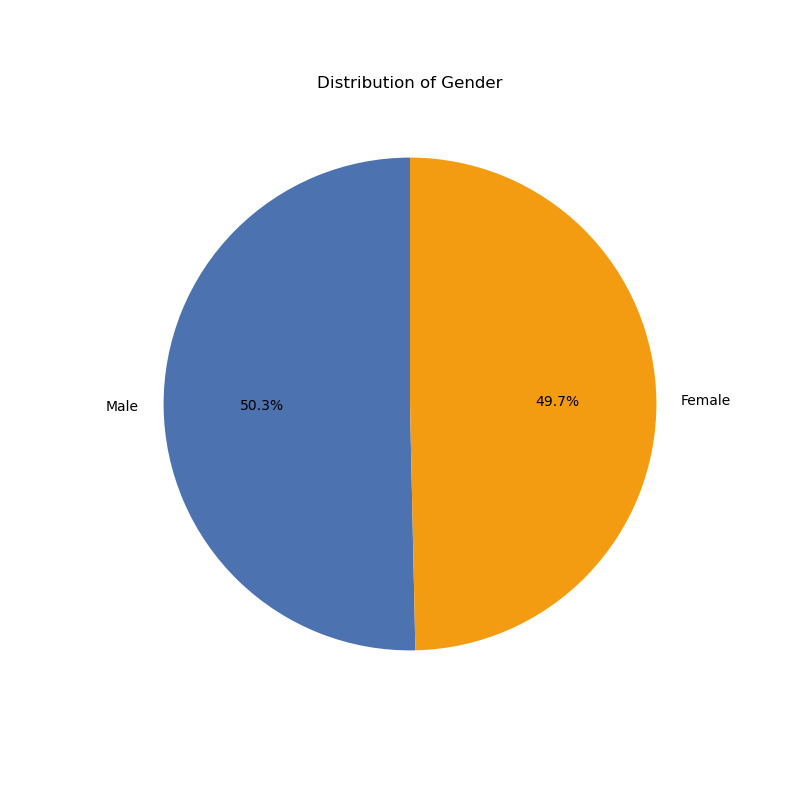 Distribution of Gender
Male
50.3%
49.7%
Female